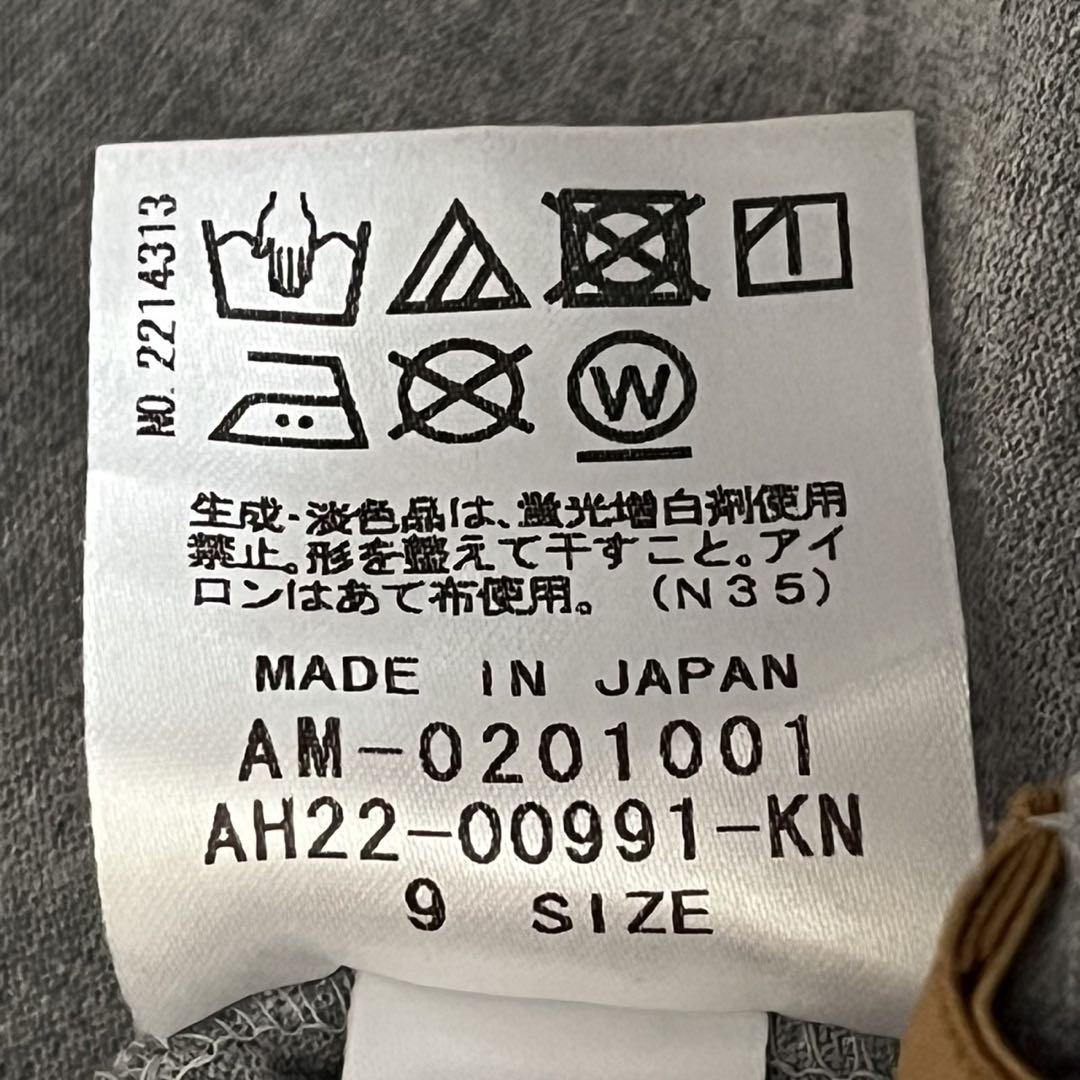 NO. 2214313
W
生成・淡色品は、蛍光増白剤使用
禁止。形を整えて干すこと。アイ
ロンはあて布使用。（N35）
MADE IN JAPAN
AM-0201001
AH22-00991-KN
9 SIZE